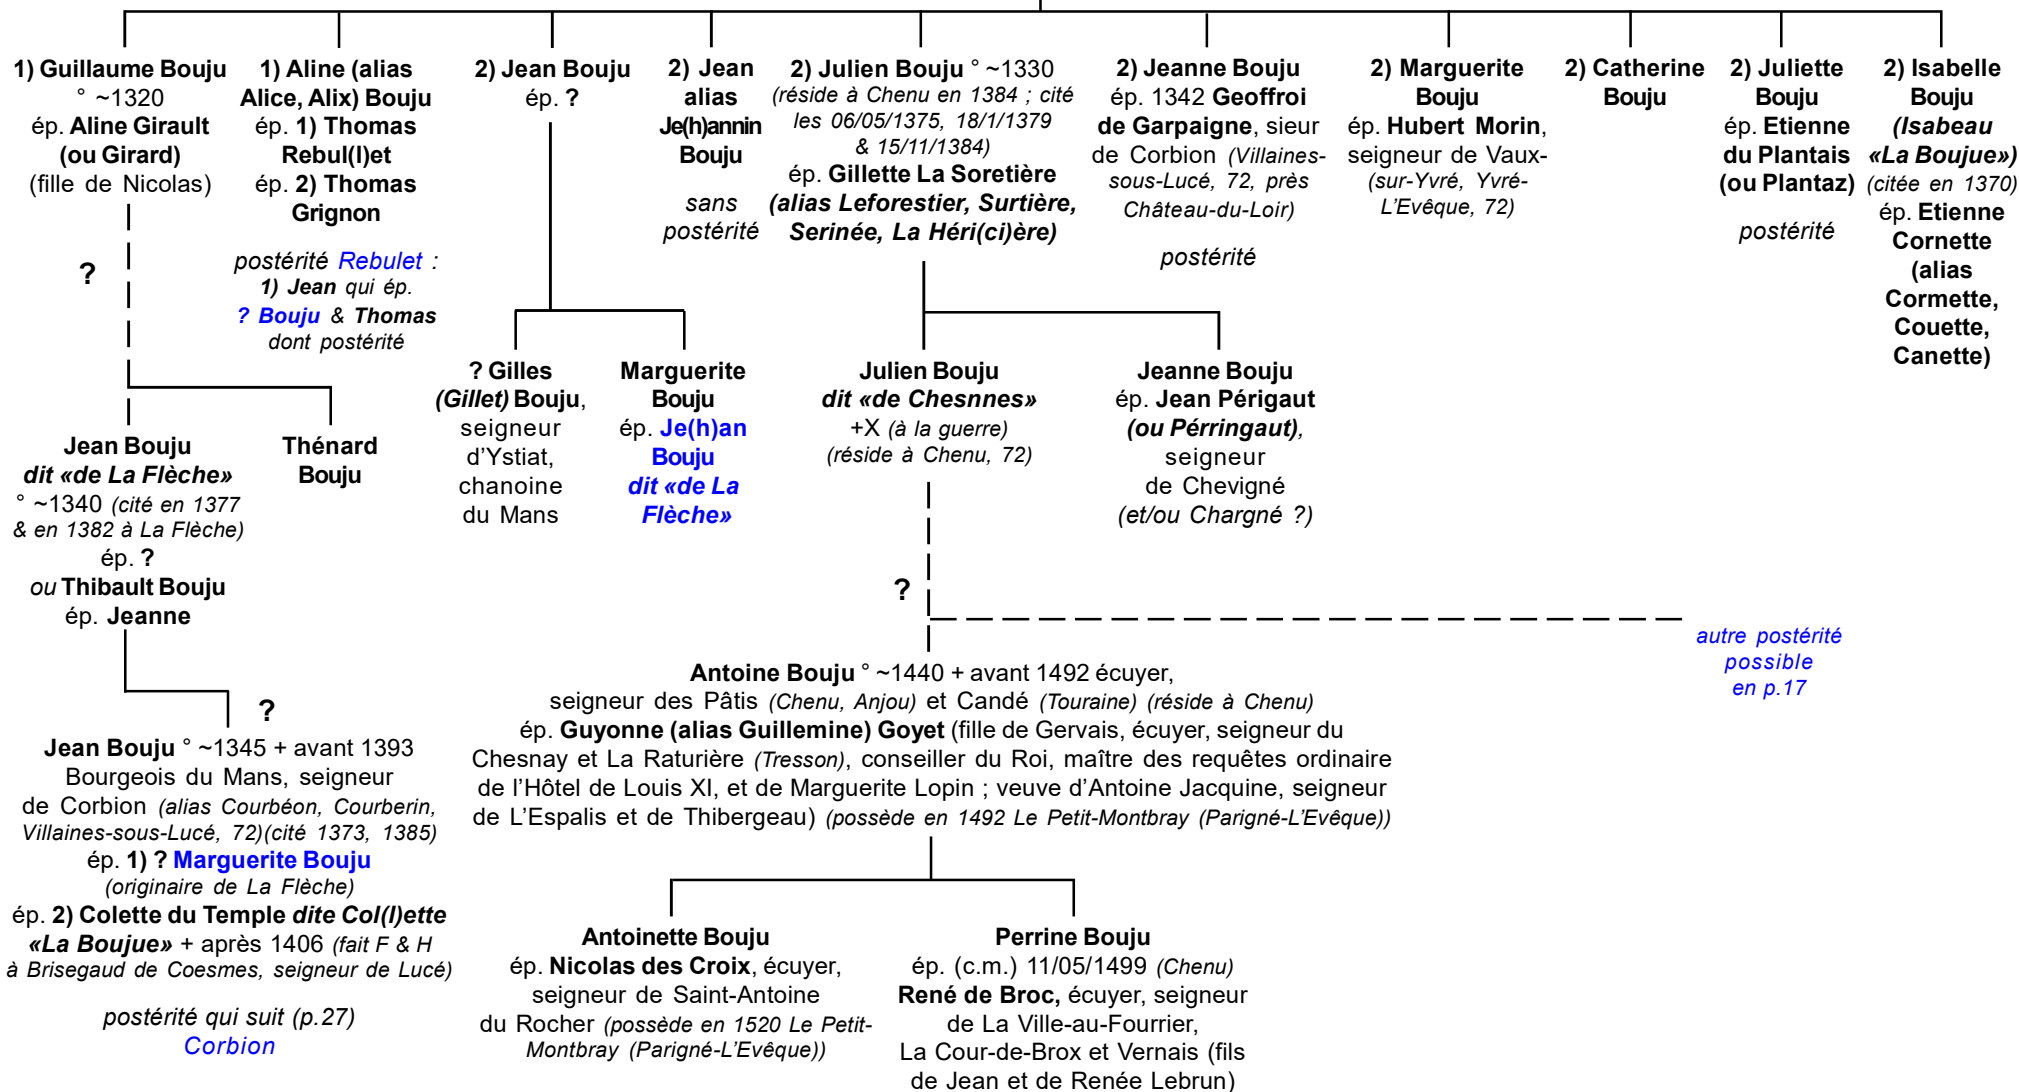 1) Guillaume Bouju
° ~1320
ép. Aline Girault
(ou Girard)
(fille de Nicolas)
?
1) Aline (alias
Alice, Alix) Bouju
ép. 1) Thomas
Rebul(l)et
ép. 2) Thomas
Grignon
postérité Rebulet :
1) Jean qui ép.
? Bouju & Thomas
dont postérité
2) Jean Bouju
ép. ?
2) Jean
alias
Je(h)annin
Bouju
sans
postérité
2) Julien Bouju ° ~1330
(réside à Chenu en 1384 ; cité
les 06/05/1375, 18/1/1379
& 15/11/1384)
ép. Gillette La Soretière
(alias Leforestier, Surtière,
Serinée, La Héri(ci)ère)
2) Jeanne Bouju
ép. 1342 Geoffroi
de Garpaigne, sieur
de Corbion (Villaines-
sous-Lucé, 72, près
Château-du-Loir)
postérité
2) Marguerite
Bouju
ép. Hubert Morin,
seigneur de Vaux-
(sur-Yvré, Yvré-
L'Evêque, 72)
2) Catherine
Bouju
2) Juliette
Bouju
ép. Etienne
du Plantais
(ou Plantaz)
postérité
2) Isabelle
Bouju
(Isabeau
«La Boujue»)
(citée en 1370)
ép. Etienne
Cornette
(alias
Cormette,
Couette,
Canette)
Jean Bouju
dit «de La Flèche»
° ~1340 (cité en 1377
& en 1382 à La Flèche)
ép. ?
ou Thibault Bouju
ép. Jeanne
Thénard
Bouju
? Gilles
(Gillet) Bouju,
seigneur
d'Ystiat,
chanoine
du Mans
Marguerite
Bouju
ép. Je(h)an
Bouju
dit «de La
Flèche»
Julien Bouju
dit «de Chesnnes»
+X (à la guerre)
(réside à Chenu, 72)
?
Jeanne Bouju
ép. Jean Périgaut
(ou Pérringaut),
seigneur
de Chevigné
(et/ou Chargné ?)
autre postérité
possible
en p.17
?
Jean Bouju ° ~1345 + avant 1393
Bourgeois du Mans, seigneur
de Corbion (alias Courbéon, Courberin,
Villaines-sous-Lucé, 72)(cité 1373, 1385)
ép. 1) ? Marguerite Bouju
(originaire de La Flèche)
ép. 2) Colette du Temple dite Col(l)ette
«La Boujue» + après 1406 (fait F & H
à Brisegaud de Coesmes, seigneur de Lucé)
postérité qui suit (p.27)
Corbion
Antoine Bouju ° ~1440 + avant 1492 écuyer,
seigneur des Pâtis (Chenu, Anjou) et Candé (Touraine) (réside à Chenu)
ép. Guyonne (alias Guillemine) Goyet (fille de Gervais, écuyer, seigneur du
Chesnay et La Raturière (Tresson), conseiller du Roi, maître des requêtes ordinaire
de l'Hôtel de Louis XI, et de Marguerite Lopin ; veuve d'Antoine Jacquine, seigneur
de L'Espalis et de Thibergeau) (possède en 1492 Le Petit-Montbray (Parigné-L'Evêque))
Antoinette Bouju
ép. Nicolas des Croix, écuyer,
seigneur de Saint-Antoine
du Rocher (possède en 1520 Le Petit-
Montbray (Parigné-L'Evêque))
Perrine Bouju
ép. (c.m.) 11/05/1499 (Chenu)
René de Broc, écuyer, seigneur
de La Ville-au-Fourrier,
La Cour-de-Brox et Vernais (fils
de Jean et de Renée Lebrun)